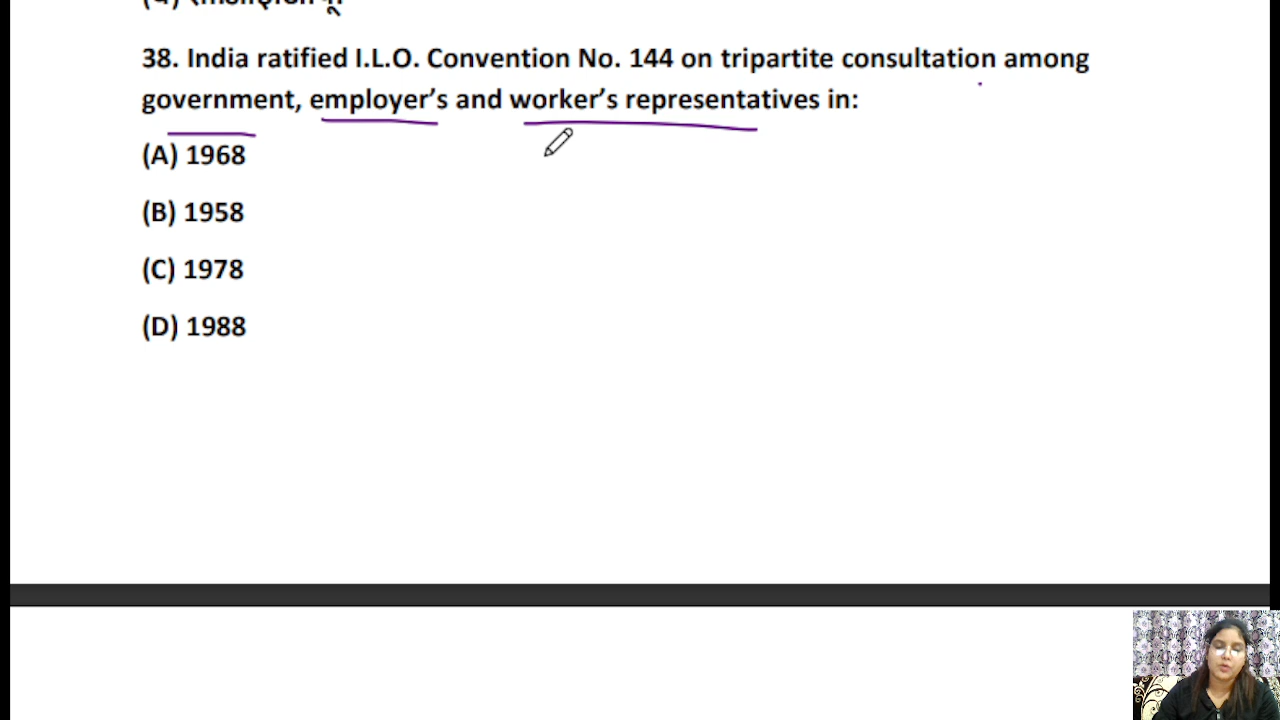 38. India ratified I.L.O. Convention No. 144 on tripartite consultation among
government, employer’s and worker’s representatives in:
(A) 1968
(B) 1958
(C) 1978
(D) 1988